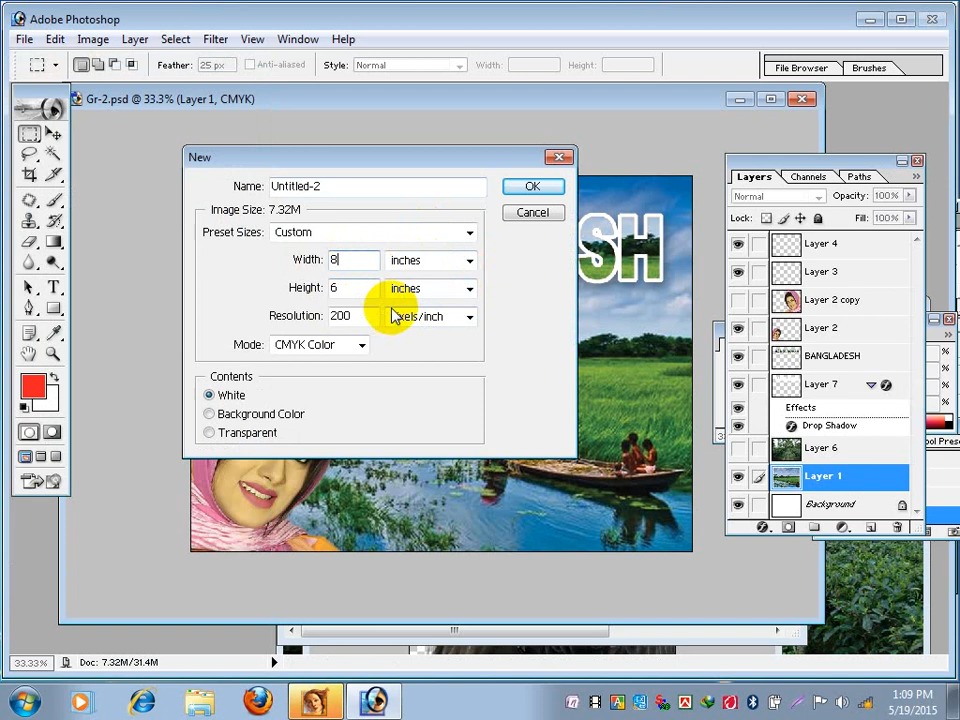 Adobe Photoshop
File Edit Image Layer Select Filter View Window Help
Feather: 25 px Anti-aliased Style: Normal Width: Height: File Browser Brushes
Gr-2.psd @ 33.3% (Layer 1, CMYK)
New
Name: Untitled-2 OK
Image Size: 7.32M Cancel
Preset Sizes: Custom
Width: 8 inches
Height: 6 inches
Resolution: 200 pixels/inch
Mode: CMYK Color
Contents
White
Background Color
Transparent
SH
Layers Channels Paths
Normal Opacity: 100%
Lock: Fill: 100%
Layer 4
Layer 3
Layer 2 copy
Layer 2
BANGLADESH
Layer 7
Effects
Drop Shadow
Layer 6
Layer 1
Background
33.33% Doc: 7.32M/31.4M
1:09 PM
5/19/2015